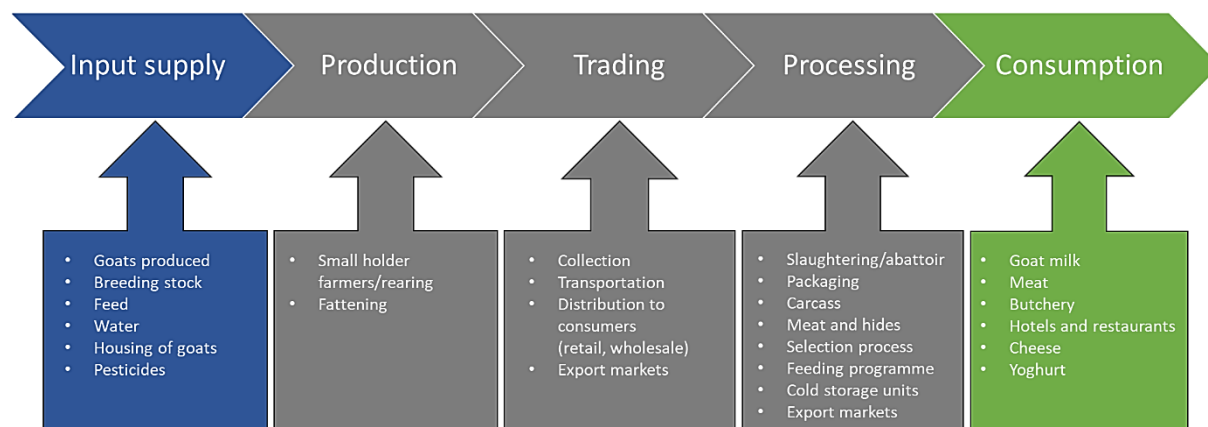 Input supply
Production
Trading
Processing
Consumption
• Goats produced
• Breeding stock
• Feed
• Water
• Housing of goats
• Pesticides
• Small holder
farmers/rearing
• Fattening
• Collection
• Transportation
• Distribution to
consumers
(retail, wholesale)
• Export markets
• Slaughtering/abattoir
• Packaging
• Carcass
• Meat and hides
• Selection process
• Feeding programme
• Cold storage units
• Export markets
• Goat milk
• Meat
• Butchery
• Hotels and restaurants
• Cheese
• Yoghurt